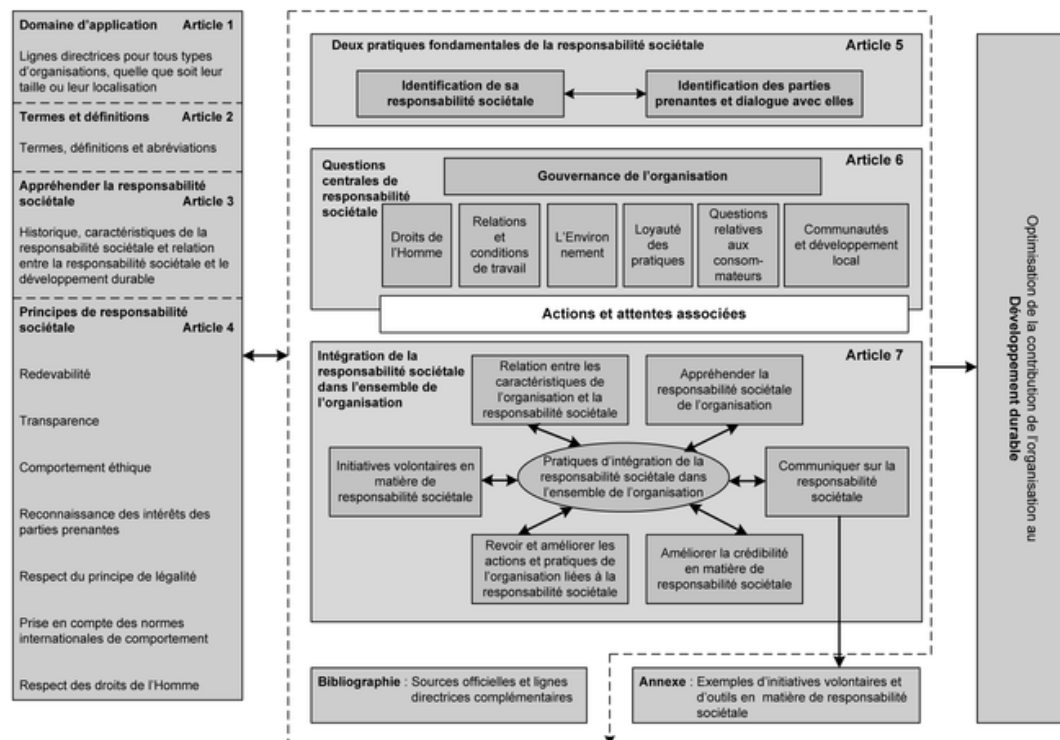 Domaine d’application Article 1
Lignes directrices pour tous types
d’organisations, quelle que soit leur
taille ou leur localisation
Termes et définitions Article 2
Termes, définitions et abréviations
Appréhender la responsabilité
sociétale Article 3
Historique, caractéristiques de la
responsabilité sociétale et relation
entre la responsabilité sociétale et le
développement durable
Principes de responsabilité
sociétale Article 4
Redevabilité
Transparence
Comportement éthique
Reconnaissance des intérêts des
parties prenantes
Respect du principe de légalité
Prise en compte des normes
internationales de comportement
Respect des droits de l’Homme
Deux pratiques fondamentales de la responsabilité sociétale Article 5
Identification de sa
responsabilité sociétale
Identification des parties
prenantes et dialogue avec elles
Questions
centrales de
responsabilité
sociétale
Article 6
Gouvernance de l’organisation
Droits de
l’Homme
Relations
et
conditions
de travail
L’Environ
nement
Loyauté
des
pratiques
Questions
relatives
aux
consom-
mateurs
Communautés
et développement
local
Actions et attentes associées
Intégration de la
responsabilité sociétale
dans l’ensemble de
l’organisation
Article 7
Relation entre les
caractéristiques de
l’organisation et la
responsabilité sociétale
Appréhender la
responsabilité sociétale
de l’organisation
Initiatives volontaires en
matière de responsabilité
sociétale
Pratiques d’intégration de la
responsabilité sociétale dans
l’ensemble de l’organisation
Communiquer sur la
responsabilité
sociétale
Revoir et améliorer les
actions et pratiques de
l’organisation liées à la
responsabilité sociétale
Améliorer la crédibilité
en matière de
responsabilité sociétale
Bibliographie : Sources officielles et lignes
directrices complémentaires
Annexe : Exemples d’initiatives volontaires et
d’outils en matière de responsabilité
sociétale
Optimisation de la contribution de l’organisation au
Développement durable